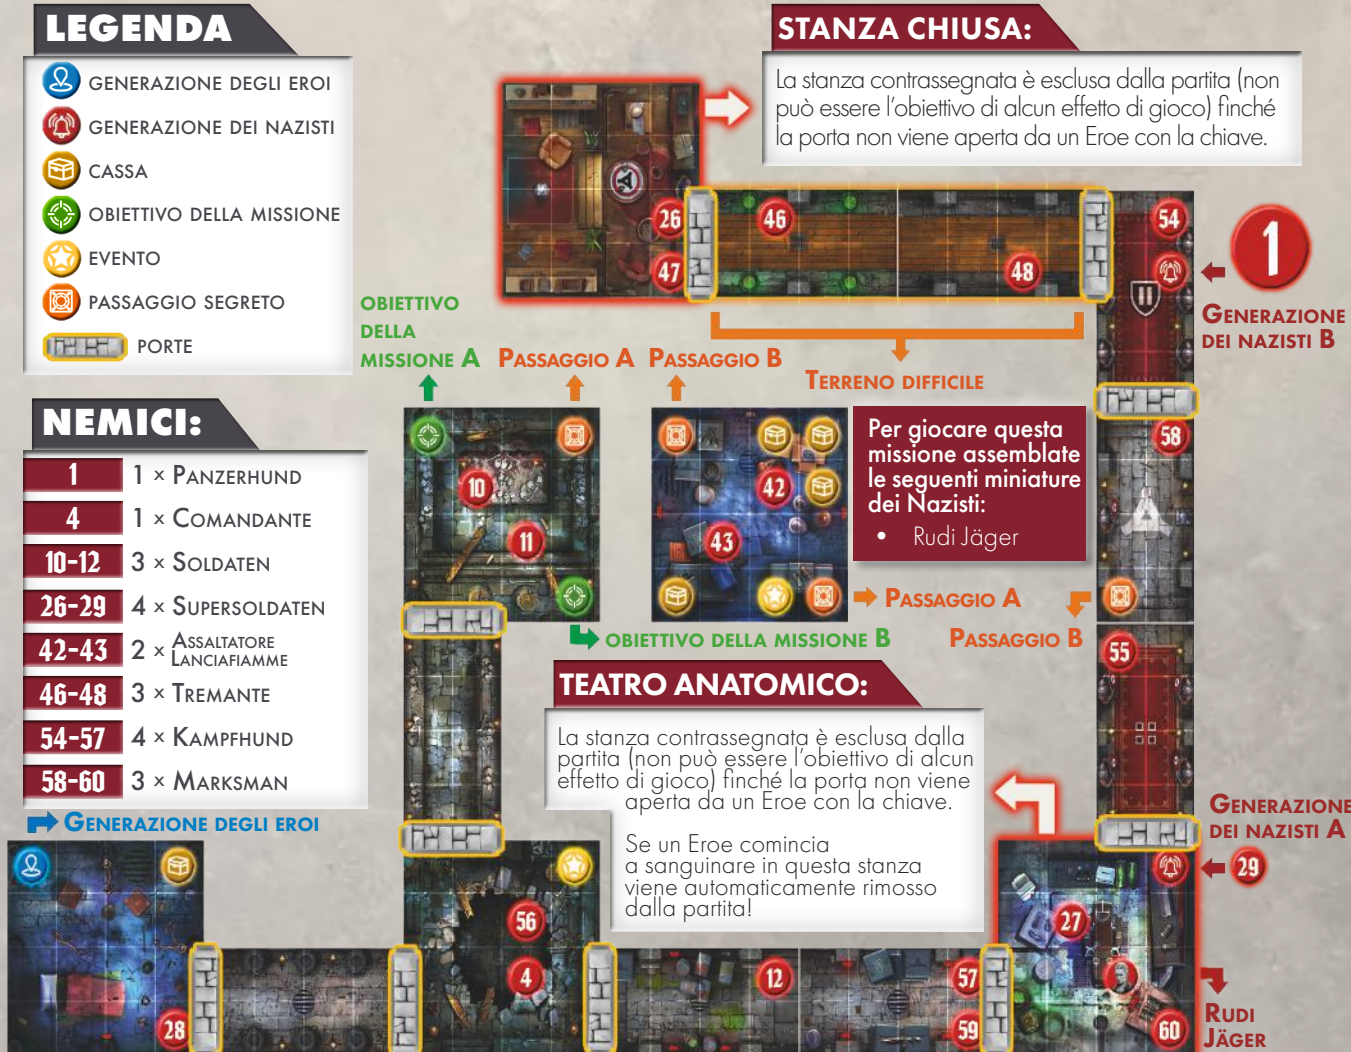 LEGENDA
GENERAZIONE DEGLI EROI
GENERAZIONE DEI NAZISTI
CASSA
OBIETTIVO DELLA MISSIONE
EVENTO
PASSAGGIO SEGRETO
PORTE
STANZA CHIUSA:
La stanza contrassegnata è esclusa dalla partita (non
può essere l'obiettivo di alcun effetto di gioco) finché
la porta non viene aperta da un Eroe con la chiave.
26
47
46
48
54
1
GENERAZIONE
DEI NAZISTI B
II
TERRENO DIFFICILE
OBIETTIVO
DELLA
MISSIONE A
PASSAGGIO A
PASSAGGIO B
10
11
42
43
Per giocare questa
missione assemblate
le seguenti miniature
dei Nazisti:
• Rudi Jäger
58
PASSAGGIO A
OBIETTIVO DELLA MISSIONE B
PASSAGGIO B
55
NEMICI:
1 1 x PANZERHUND
4 1 x COMANDANTE
10-12 3 x SOLDATEN
26-29 4 x SUPERSOLDATEN
42-43 2 x ASSALTATORE
LANCIAFIAMME
46-48 3 x TREMANTE
54-57 4 x KAMPFHUND
58-60 3 x MARKSMAN
TEATRO ANATOMICO:
La stanza contrassegnata è esclusa dalla
partita (non può essere l'obiettivo di alcun
effetto di gioco) finché la porta non viene
aperta da un Eroe con la chiave.
Se un Eroe comincia
a sanguinare in questa stanza
viene automaticamente rimosso
dalla partita!
GENERAZIONE
DEI NAZISTI A
29
GENERAZIONE DEGLI EROI
28
56
4
12
57
59
27
60
RUDI
JÄGER